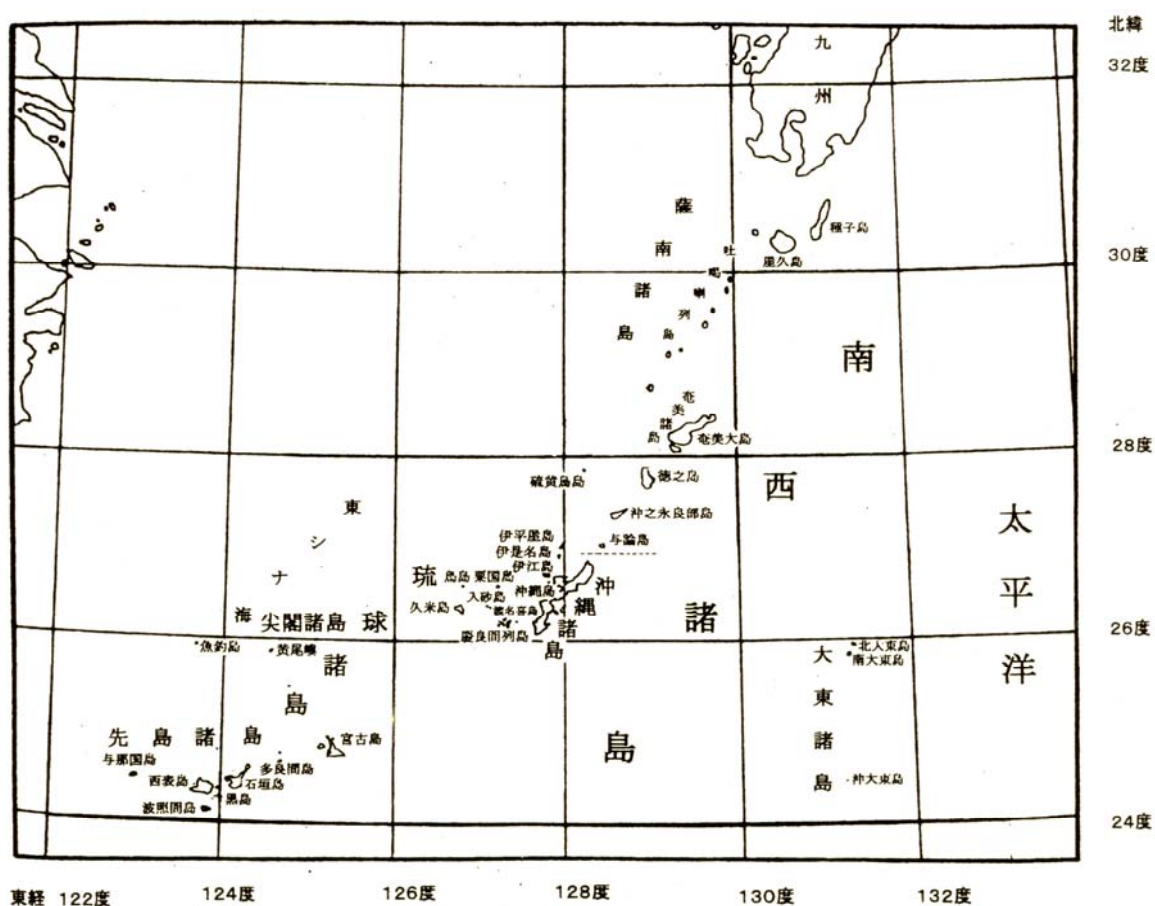 北緯
32度
30度
28度
26度
24度
東経 122度
124度
126度
128度
130度
132度
九州
種子島
屋久島
薩南諸島
吐噶喇列島
奄美諸島
奄美大島
徳之島
硫黄鳥島
沖之永良部島
与論島
伊平屋島
伊是名島
伊江島
鳥島
粟国島
沖縄島
入砂島
渡名喜島
久米島
慶良間列島
沖縄諸島
東シナ海
尖閣諸島
魚釣島
黄尾嶼
琉球諸島
先島諸島
宮古島
与那国島
多良間島
西表島
石垣島
黒島
波照間島
南西諸島
太平洋
北大東島
南大東島
大東諸島
沖大東島